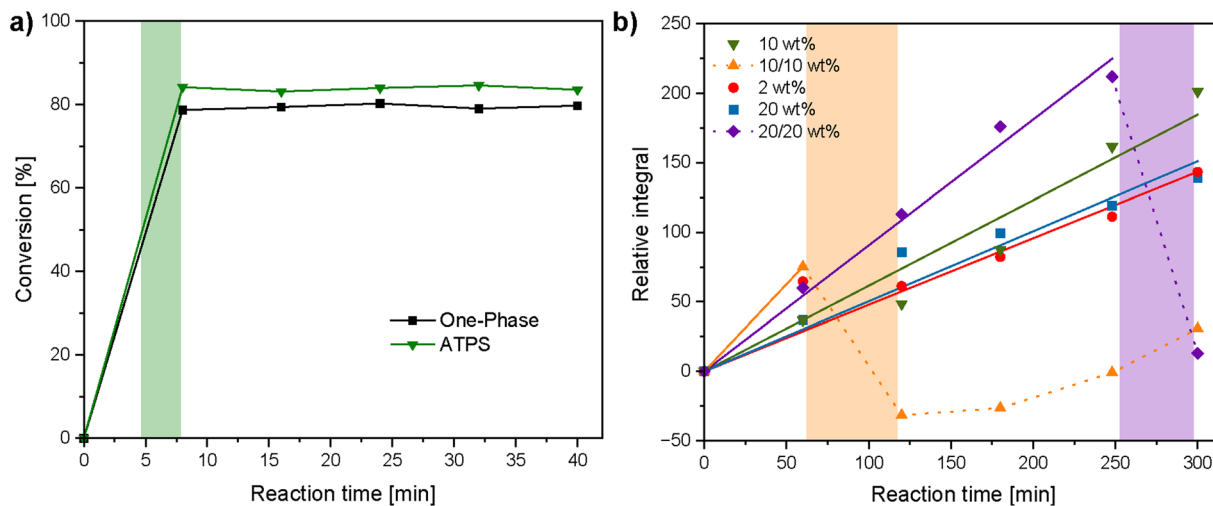 a)
100
80
60
40
20
0
Conversion [%]
One-Phase
ATPS
0 5 10 15 20 25 30 35 40
Reaction time [min]
b)
250
200
150
100
50
0
−50
Relative integral
10 wt%
10/10 wt%
2 wt%
20 wt%
20/20 wt%
0 50 100 150 200 250 300
Reaction time [min]